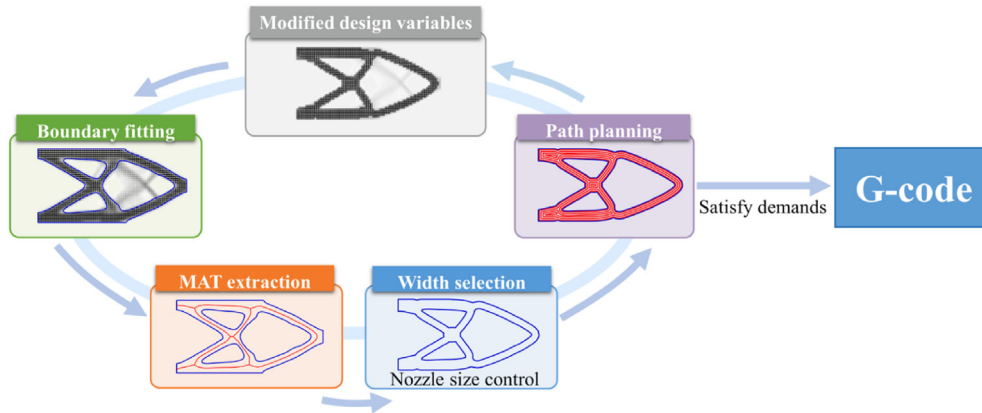 Modified design variables
Boundary fitting
Path planning
G-code
Satisfy demands
MAT extraction
Width selection
Nozzle size control